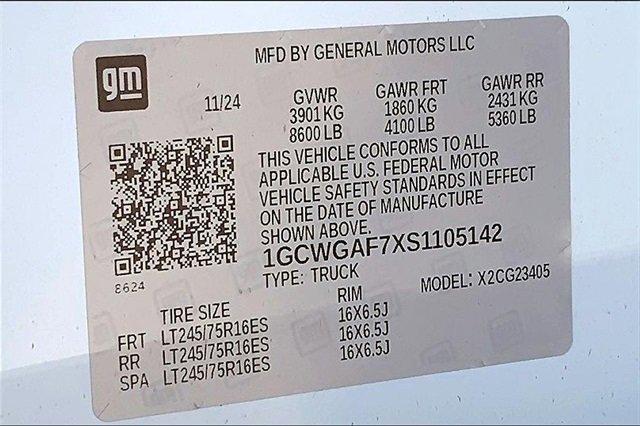 MFD BY GENERAL MOTORS LLC
gm
11/24
GVWR GAWR FRT GAWR RR
3901 KG 1860 KG 2431 KG
8600 LB 4100 LB 5360 LB
THIS VEHICLE CONFORMS TO ALL
APPLICABLE U.S. FEDERAL MOTOR
VEHICLE SAFETY STANDARDS IN EFFECT
ON THE DATE OF MANUFACTURE
SHOWN ABOVE.
1GCWGAF7XS1105142
TYPE: TRUCK MODEL: X2CG23405
8624
TIRE SIZE RIM
FRT LT245/75R16ES 16X6.5J
RR LT245/75R16ES 16X6.5J
SPA LT245/75R16ES 16X6.5J